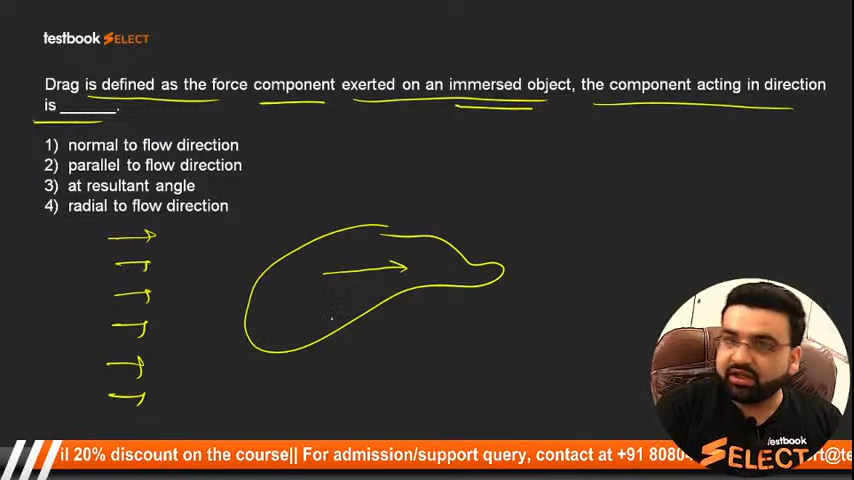 testbook SELECT
Drag is defined as the force component exerted on an immersed object, the component acting in direction
is ______.
1) normal to flow direction
2) parallel to flow direction
3) at resultant angle
4) radial to flow direction
testbook
SELECT
il 20% discount on the course|| For admission/support query, contact at +91 8080